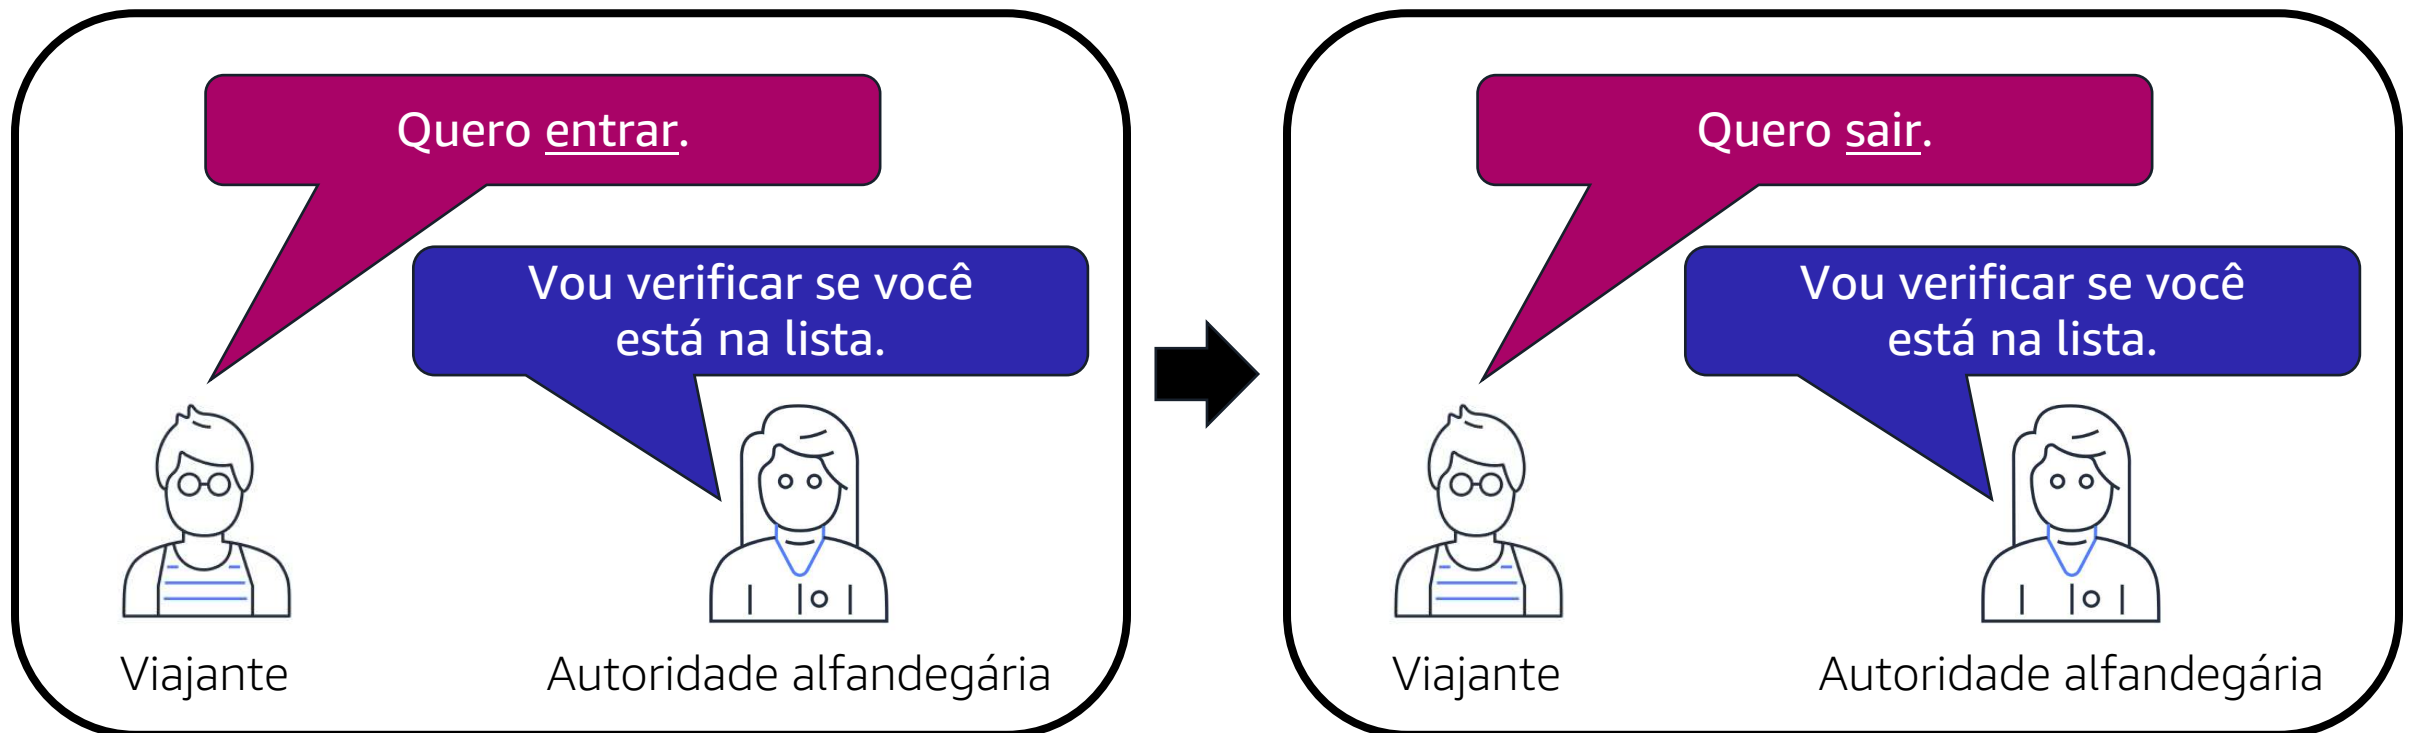 Quero entrar.
Vou verificar se você
está na lista.
Viajante
Autoridade alfandegária
Quero sair.
Vou verificar se você
está na lista.
Viajante
Autoridade alfandegária